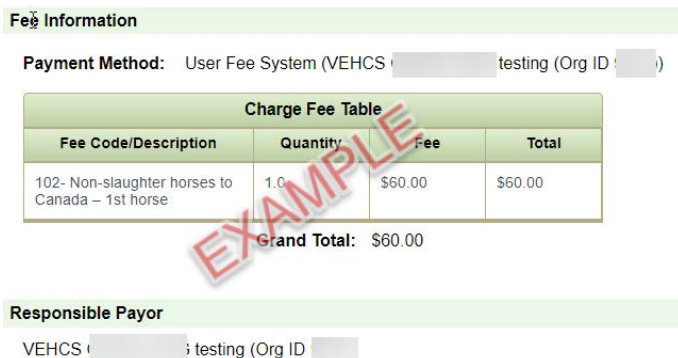 Fee Information
Payment Method: User Fee System (VEHCS testing (Org ID )
Charge Fee Table
Fee Code/Description Quantity Fee Total
102- Non-slaughter horses to 1.0 $60.00 $60.00
Canada – 1st horse
EXAMPLE
Grand Total: $60.00
Responsible Payor
VEHCS testing (Org ID